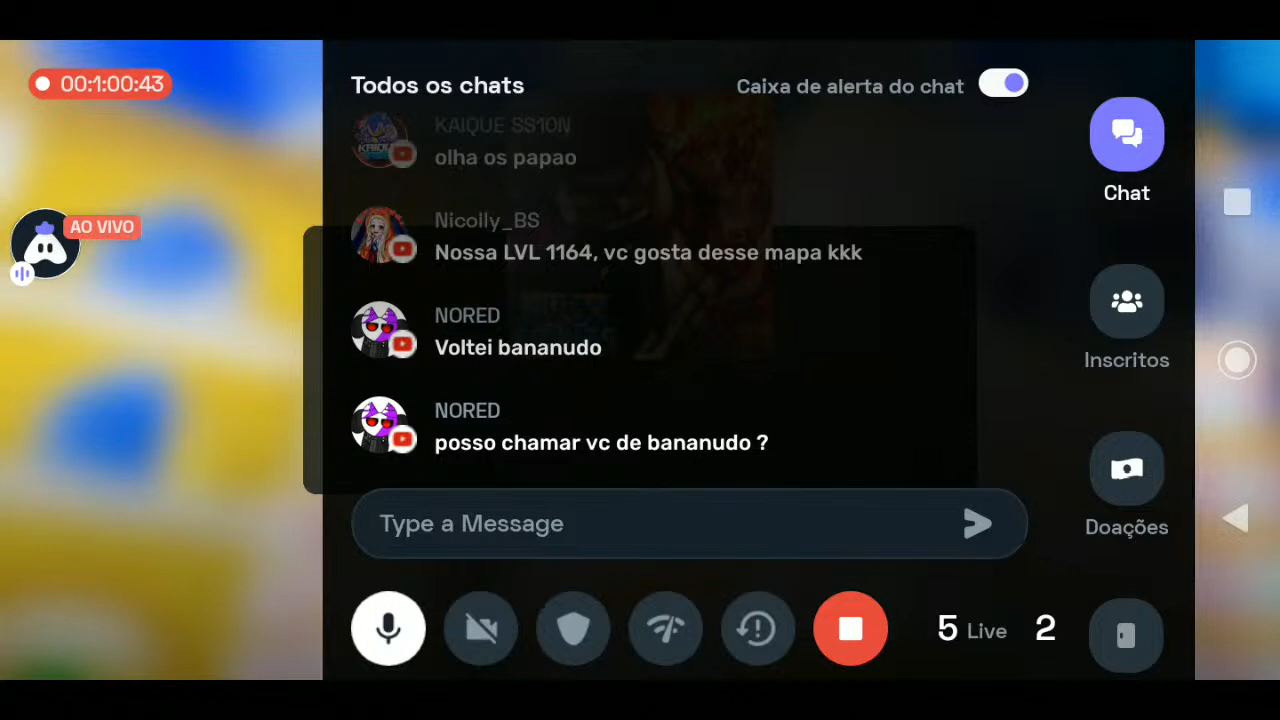 00:1:00:43
Todos os chats
Caixa de alerta do chat
KAIQUE SS10N
olha os papao
Chat
AO VIVO
Nicolly_BS
Nossa LVL 1164, vc gosta desse mapa kkk
NORED
Voltei bananudo
Inscritos
NORED
posso chamar vc de bananudo ?
Type a Message
Doações
5 Live 2